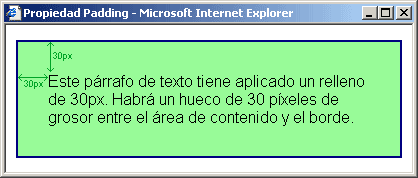 Propiedad Padding - Microsoft Internet Explorer
30px
30px
Este párrafo de texto tiene aplicado un relleno
de 30px. Habrá un hueco de 30 píxeles de
grosor entre el área de contenido y el borde.